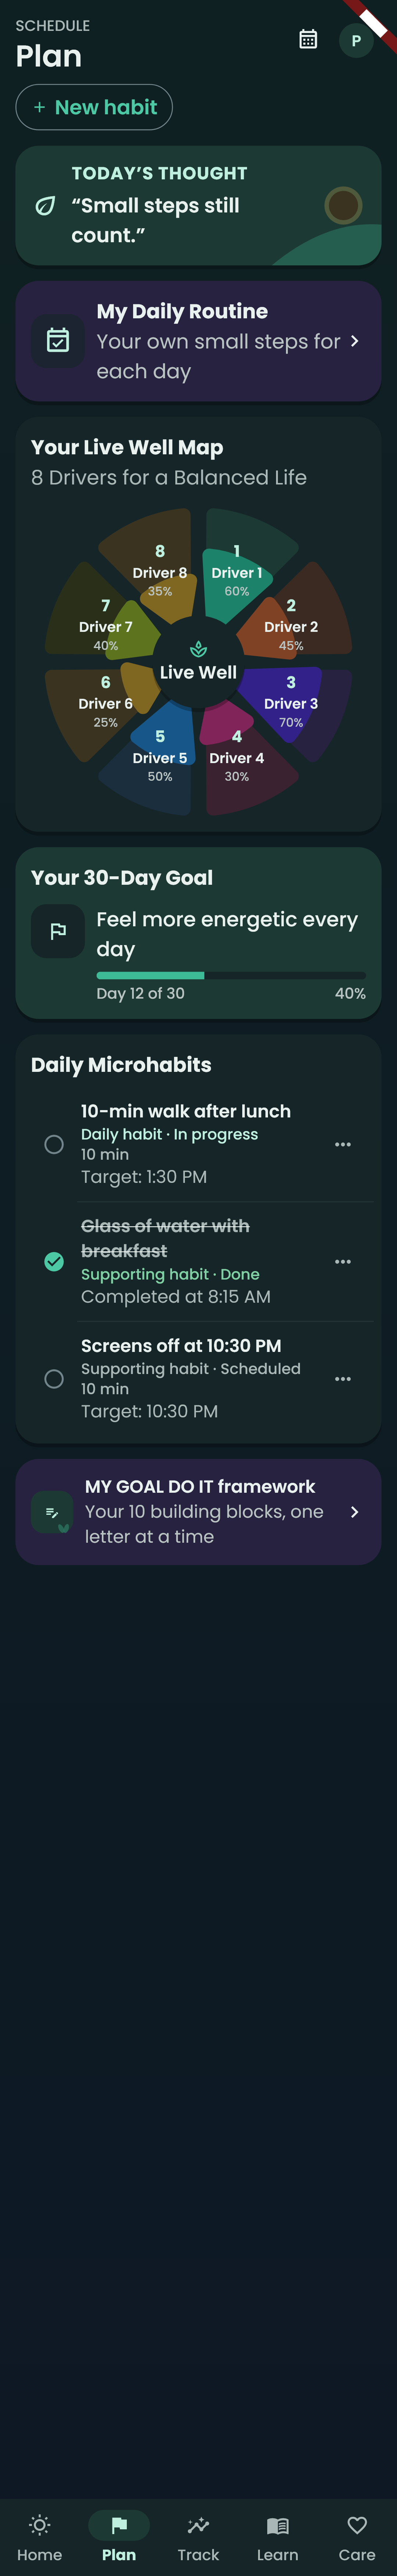 SCHEDULE
Plan
P
+ New habit
TODAY'S THOUGHT
“Small steps still
count.”
My Daily Routine
Your own small steps for
each day
Your Live Well Map
8 Drivers for a Balanced Life
8
Driver 8
35%
1
Driver 1
60%
7
Driver 7
40%
2
Driver 2
45%
Live Well
6
Driver 6
25%
3
Driver 3
70%
5
Driver 5
50%
4
Driver 4
30%
Your 30-Day Goal
Feel more energetic every
day
Day 12 of 30
40%
Daily Microhabits
10-min walk after lunch
Daily habit · In progress
10 min
Target: 1:30 PM
Glass of water with
breakfast
Supporting habit · Done
Completed at 8:15 AM
Screens off at 10:30 PM
Supporting habit · Scheduled
10 min
Target: 10:30 PM
MY GOAL DO IT framework
Your 10 building blocks, one
letter at a time
Home
Plan
Track
Learn
Care